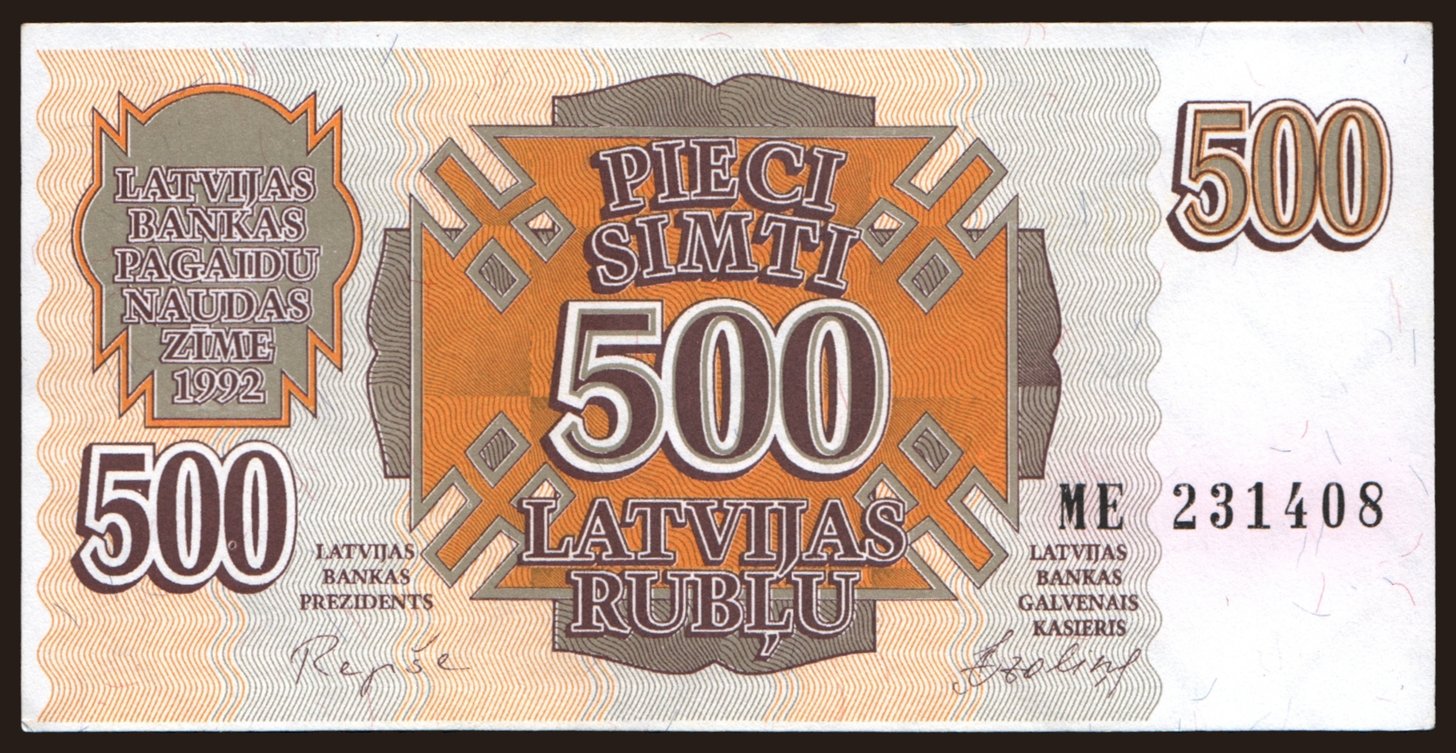 LATVIJAS
BANKAS
PAGAIDU
NAUDAS
ZĪME
1992
500
PIECI
SIMTI
500
LATVIJAS
RUBĻU
500
ME 231408
LATVIJAS
BANKAS
PREZIDENTS
Repše
LATVIJAS
BANKAS
GALVENAIS
KASIERIS